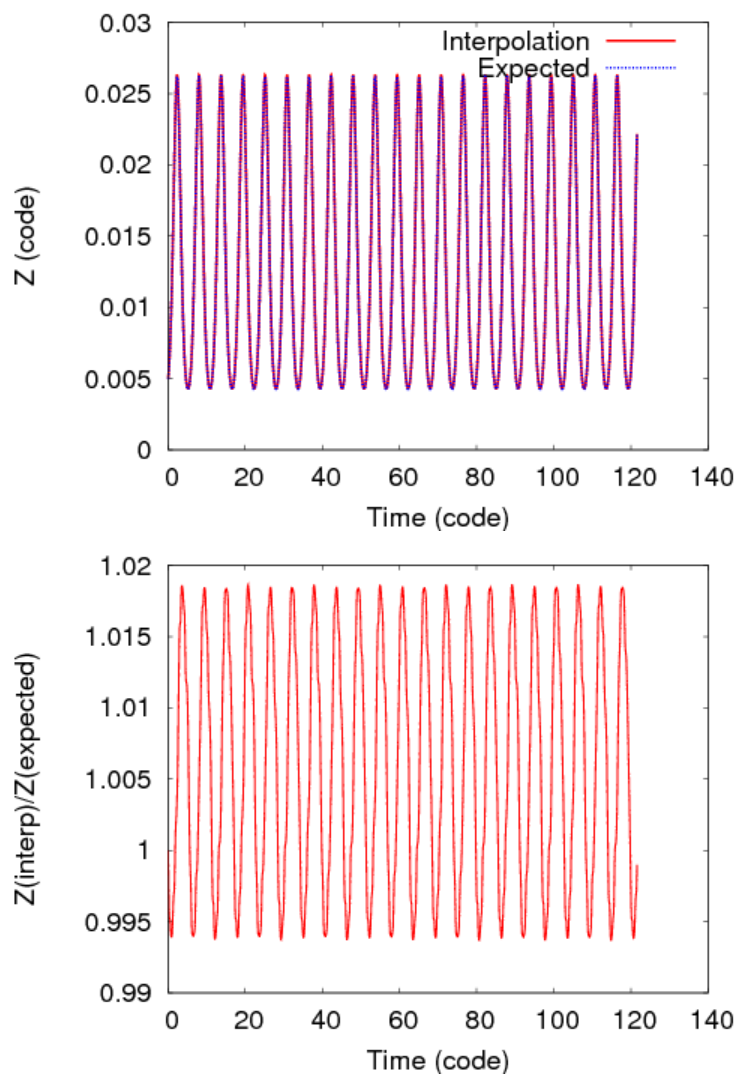 0.03
0.025
0.02
0.015
0.01
0.005
0
Z (code)
Interpolation
Expected
0 20 40 60 80 100 120 140
Time (code)
1.02
1.015
1.01
1.005
1
0.995
0.99
Z(interp)/Z(expected)
0 20 40 60 80 100 120 140
Time (code)